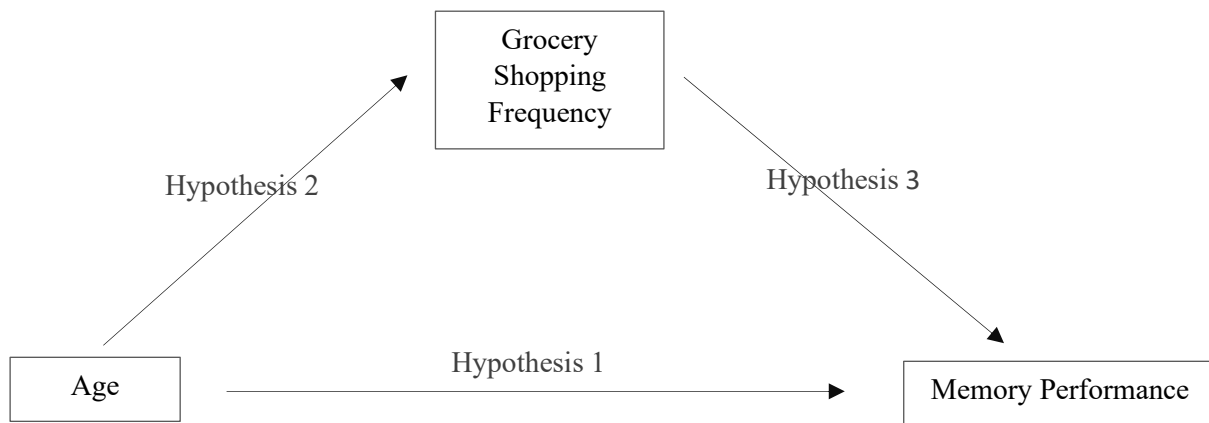 Grocery
Shopping
Frequency
Hypothesis 2
Hypothesis 3
Hypothesis 1
Age
Memory Performance